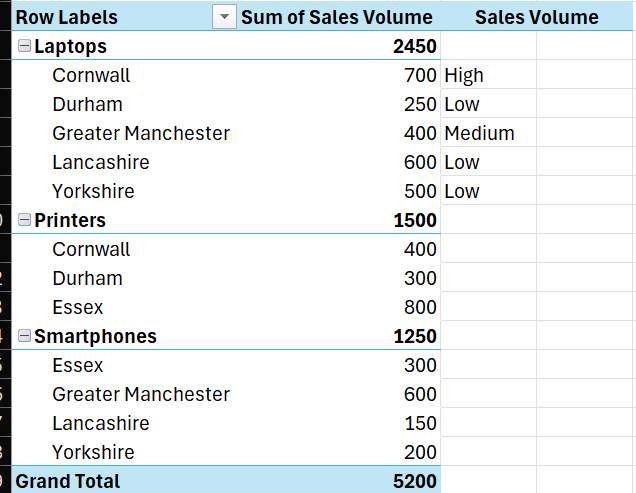 Row Labels Sum of Sales Volume Sales Volume
Laptops 2450
Cornwall 700 High
Durham 250 Low
Greater Manchester 400 Medium
Lancashire 600 Low
Yorkshire 500 Low
Printers 1500
Cornwall 400
Durham 300
Essex 800
Smartphones 1250
Essex 300
Greater Manchester 600
Lancashire 150
Yorkshire 200
Grand Total 5200